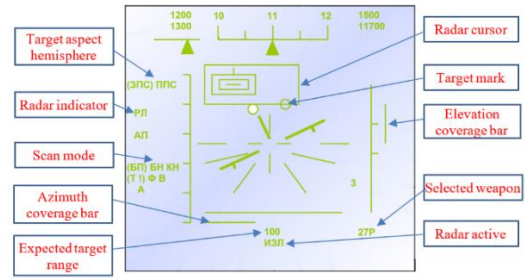 1200 10 11 12 1500
1300 11700
Target aspect
hemisphere
(ЗПС) ППС
Radar cursor
Target mark
Radar indicator
РЛ
АП
Elevation
coverage bar
Scan mode
(БП) БН КН
(Т !) Ф В
А
3
Azimuth
coverage bar
Selected weapon
Expected target
range
100
ИЗЛ
27Р
Radar active